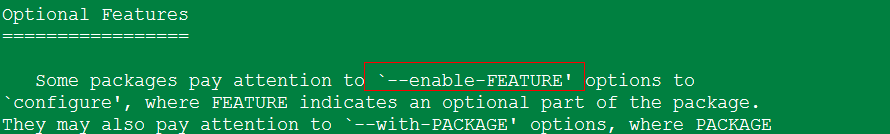 Optional Features
=================
Some packages pay attention to `--enable-FEATURE' options to
`configure', where FEATURE indicates an optional part of the package.
They may also pay attention to `--with-PACKAGE' options, where PACKAGE